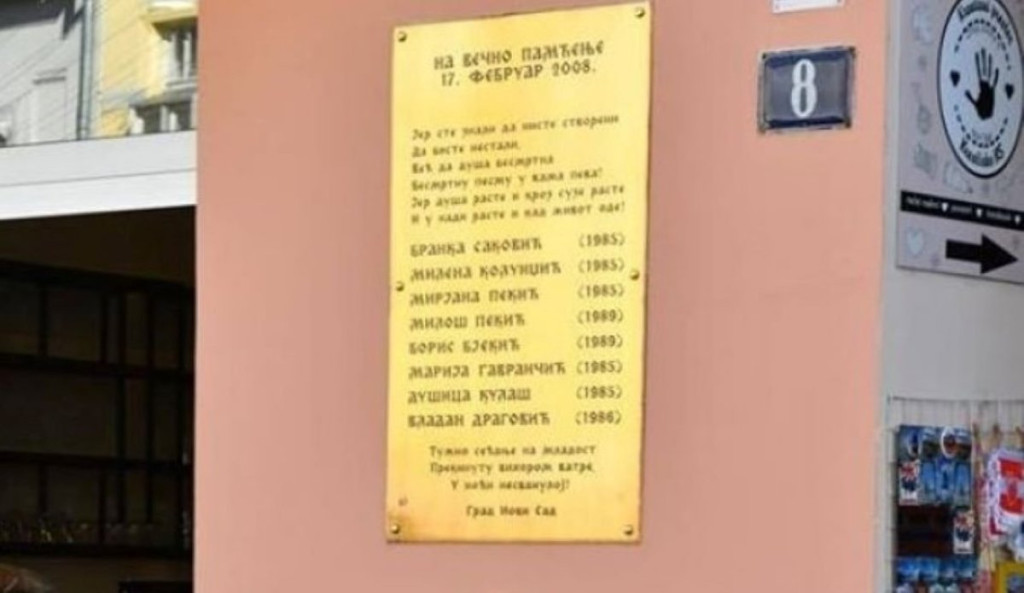 НА ВЕЧНО ПАМЋЕЊЕ
17. ФЕБРУАР 2008.
Јер сте знали да нисте створени
Да бисте нестали,
Већ да душа бесмртна
Бесмртну песму у вама пева!
Јер душа расте и кроз сузе расте
И у нади расте и над живот оде!
БРАНКА САКОВИЋ (1985)
МИЛЕНА КОЛУНЏИЋ (1985)
МИРЈАНА ПЕКИЋ (1985)
МИЛОШ ПЕКИЋ (1989)
БОРИС БЈЕКИЋ (1989)
МАРИЈА ГАВРАНЧИЋ (1985)
ДУШИЦА КУЛАШ (1985)
ВЛАДАН ДРАГОВИЋ (1986)
Тужно сећање на младост
Прекинуту вихором ватре,
У ноћи несванулој!
Град Нови Сад
8